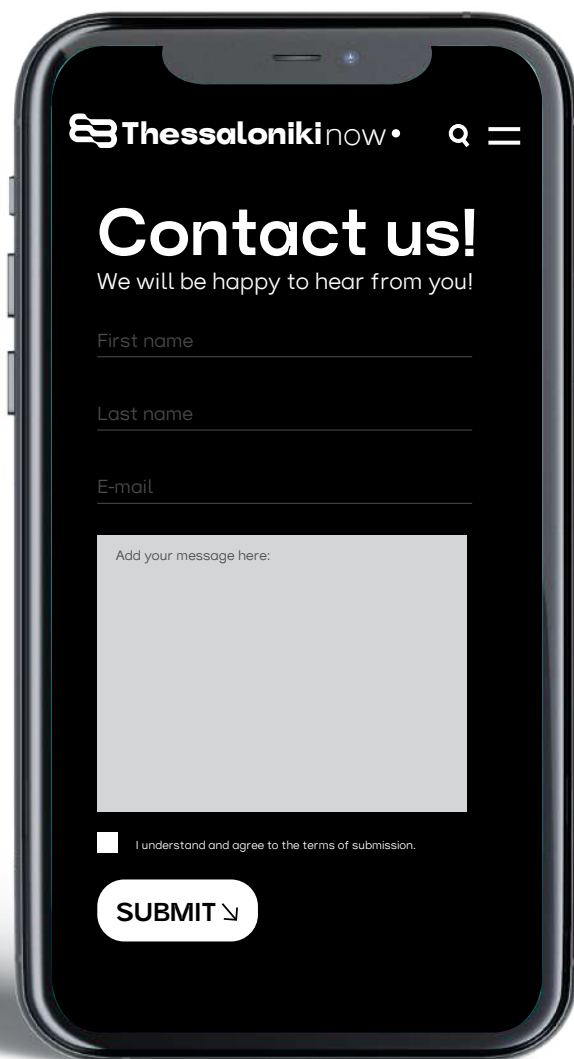 Thessalonikinow•
Contact us!
We will be happy to hear from you!
First name
Last name
E-mail
Add your message here:
I understand and agree to the terms of submission.
SUBMIT